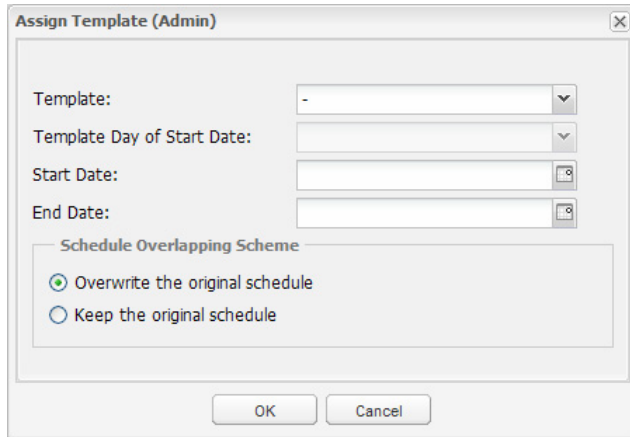 Assign Template (Admin)
Template: -
Template Day of Start Date:
Start Date:
End Date:
Schedule Overlapping Scheme
Overwrite the original schedule
Keep the original schedule
OK Cancel